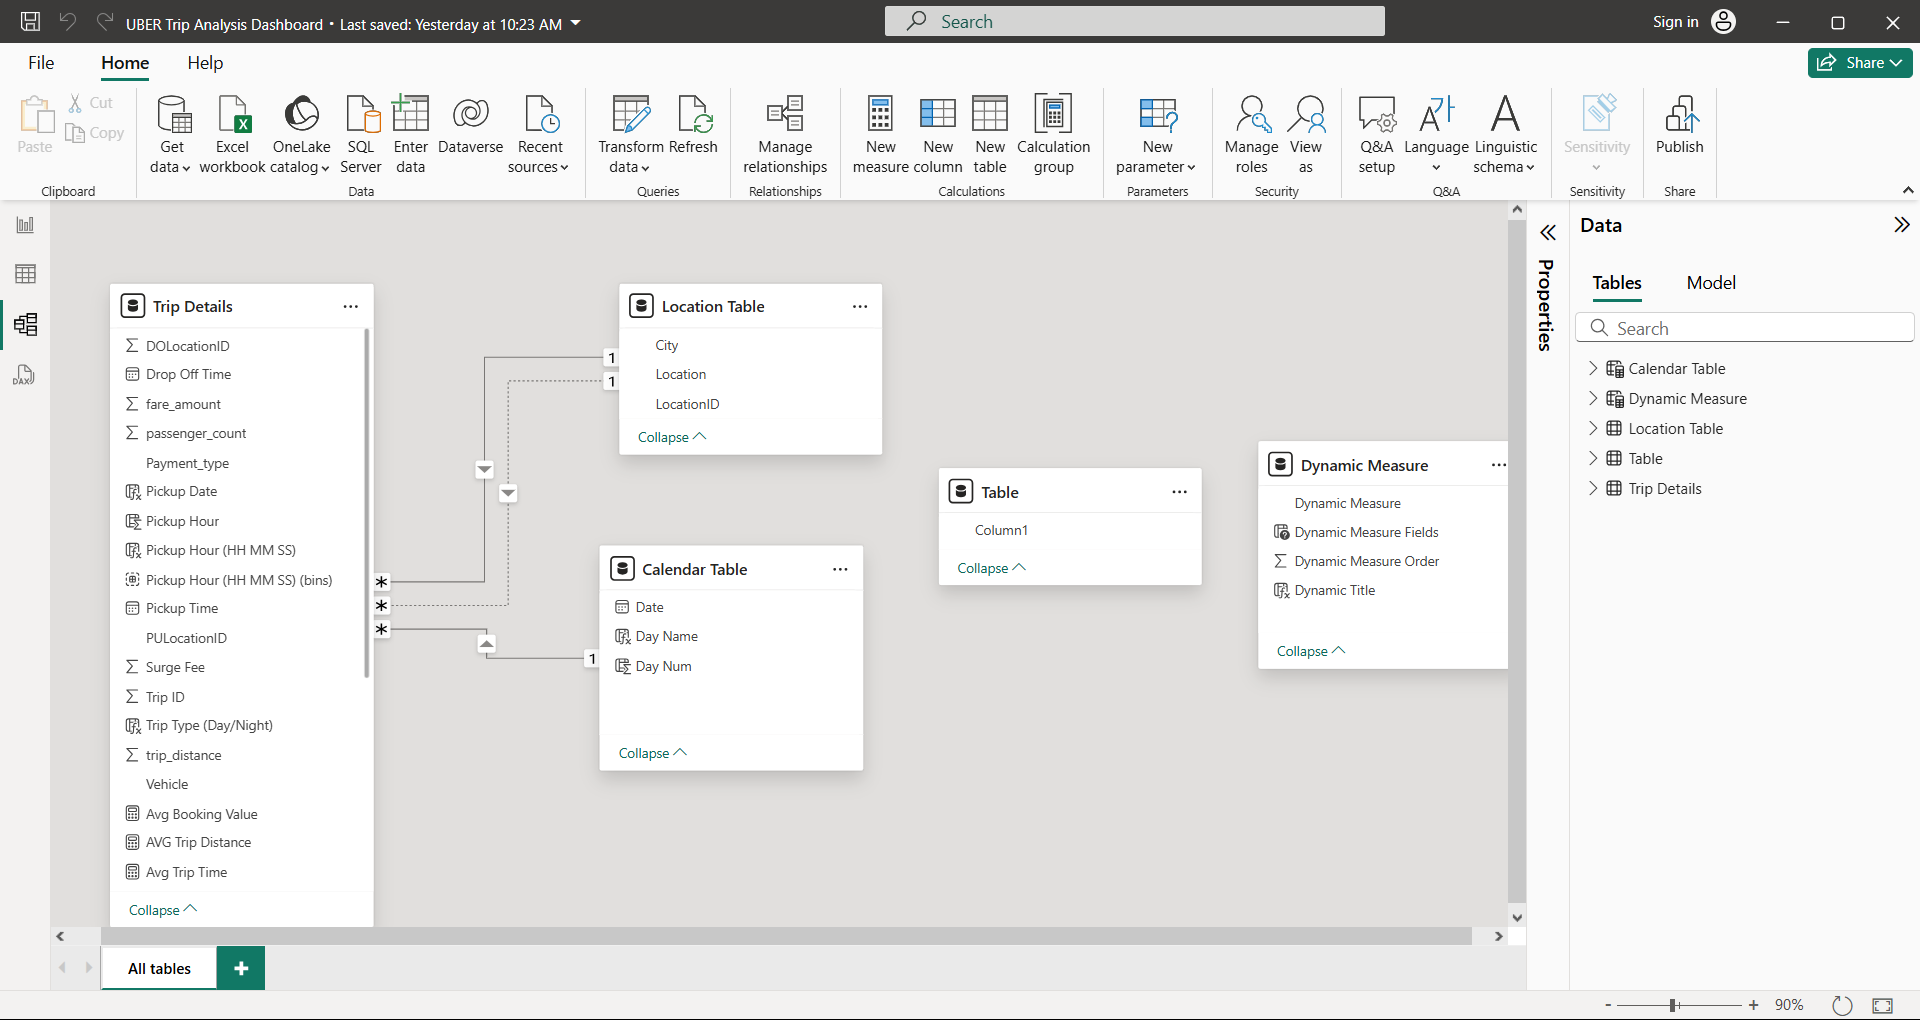 UBER Trip Analysis Dashboard • Last saved: Yesterday at 10:23 AM
Search
Sign in
File
Home
Help
Share
Paste
Cut
Copy
Clipboard
Get data
Excel workbook
OneLake catalog
SQL Server
Enter data
Dataverse
Recent sources
Data
Transform data
Refresh
Queries
Manage relationships
Relationships
New measure
New column
New table
Calculation group
Calculations
New parameter
Parameters
Manage roles
View as
Security
Q&A setup
Language
Linguistic schema
Q&A
Sensitivity
Sensitivity
Publish
Share
DAX
Trip Details
DOLocationID
Drop Off Time
fare_amount
passenger_count
Payment_type
Pickup Date
Pickup Hour
Pickup Hour (HH MM SS)
Pickup Hour (HH MM SS) (bins)
Pickup Time
PULocationID
Surge Fee
Trip ID
Trip Type (Day/Night)
trip_distance
Vehicle
Avg Booking Value
AVG Trip Distance
Avg Trip Time
Collapse
*
*
*
1
1
1
Location Table
City
Location
LocationID
Collapse
Calendar Table
Date
Day Name
Day Num
Collapse
Table
Column1
Collapse
Dynamic Measure
Dynamic Measure
Dynamic Measure Fields
Dynamic Measure Order
Dynamic Title
Collapse
Properties
Data
Tables
Model
Search
Calendar Table
Dynamic Measure
Location Table
Table
Trip Details
All tables
+
- + 90%